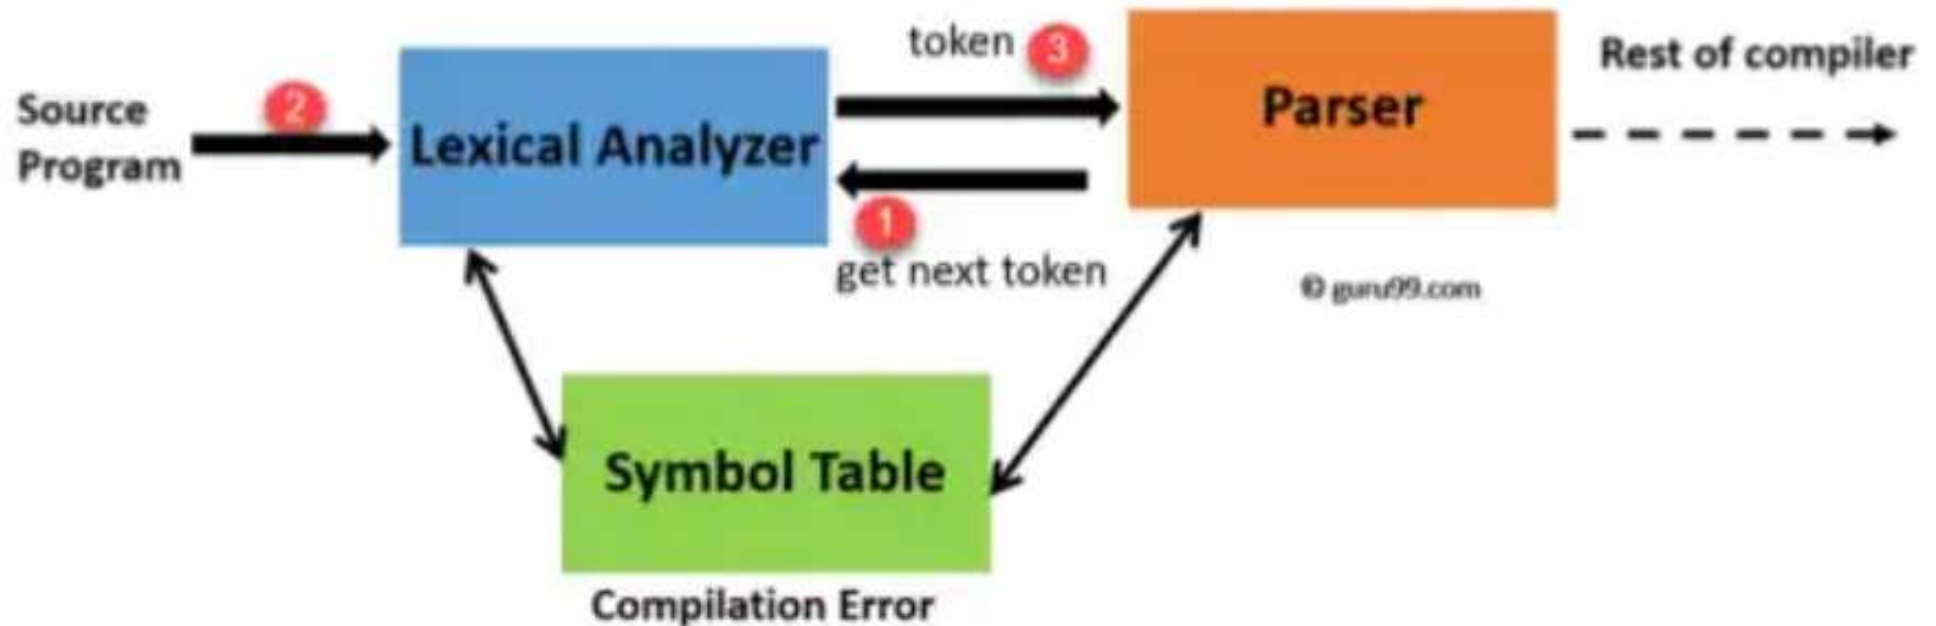 Source
Program
2
Lexical Analyzer
token 3
1
get next token
Parser
Rest of compiler
© guru99.com
Symbol Table
Compilation Error